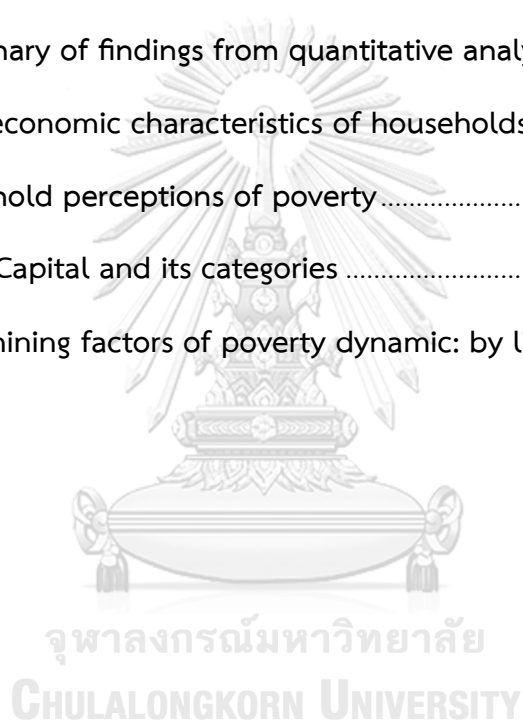 nary of findings from quantitative analy
economic characteristics of households
hold perceptions of poverty....................
Capital and its categories .......................
nining factors of poverty dynamic: by l
จุฬาลงกรณ์มหาวิทยาลัย
CHULALONGKORN UNIVERSITY